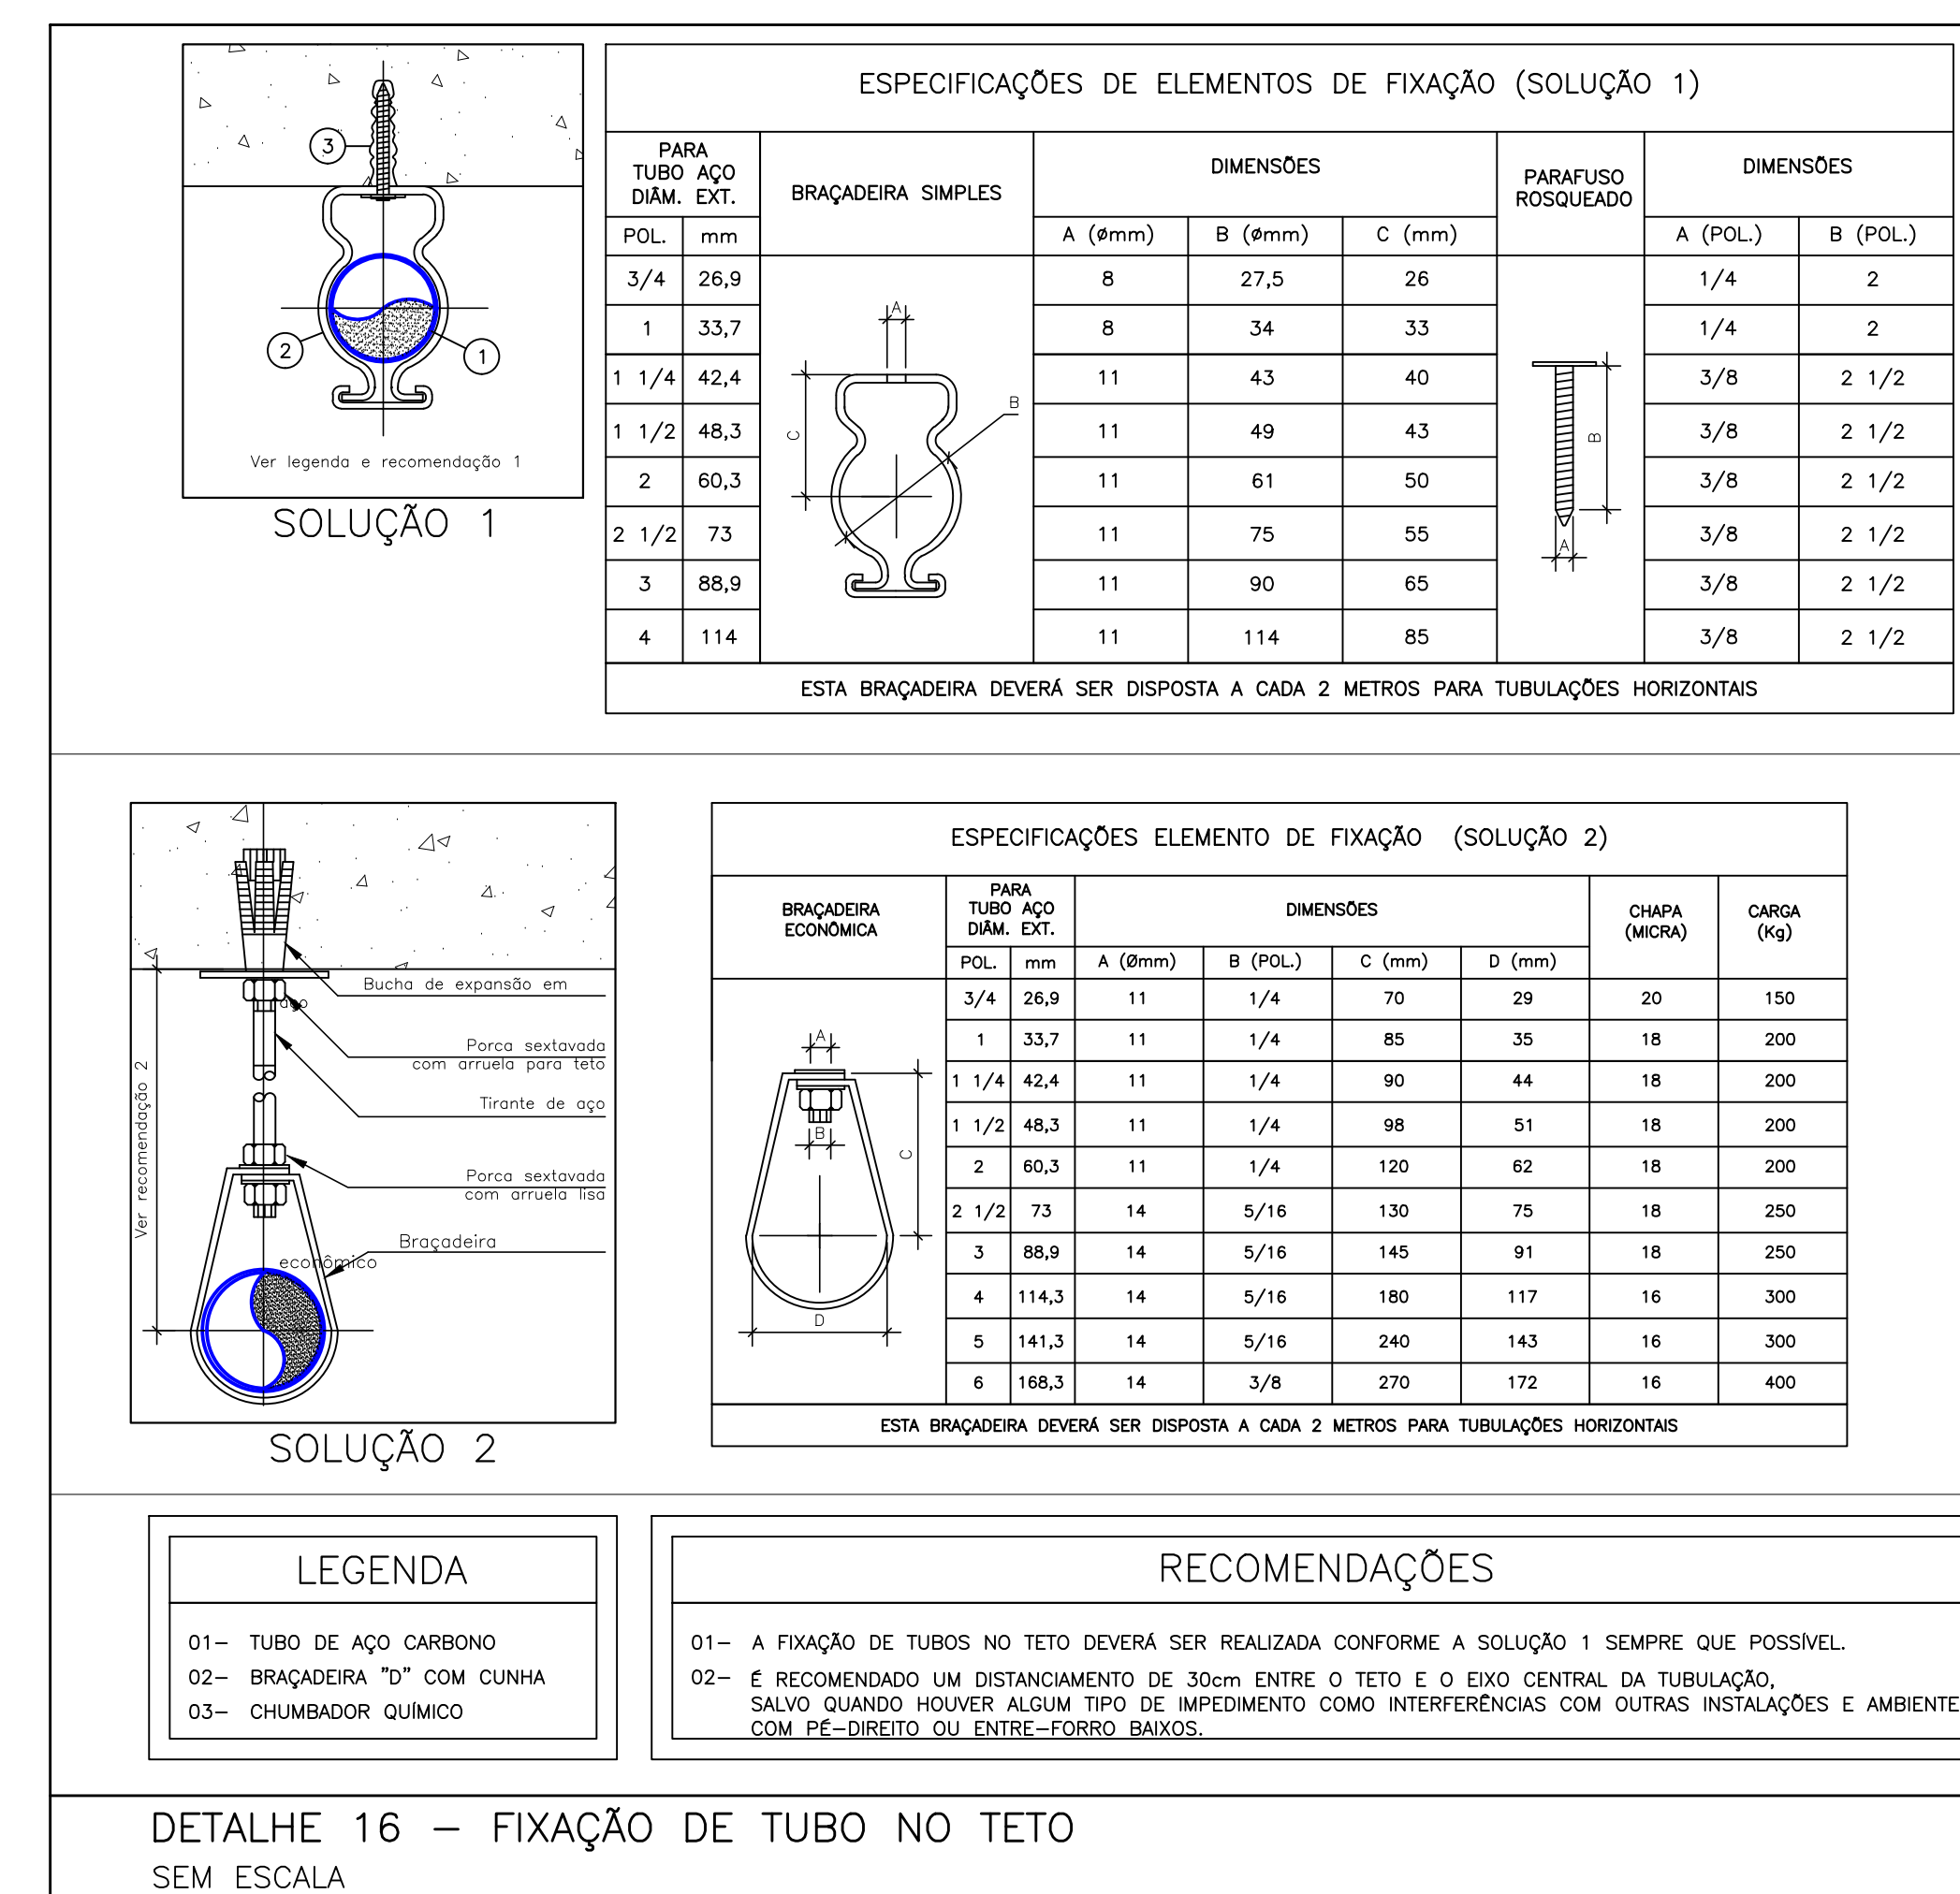 3
2
1
Ver legenda e recomendação 1
SOLUÇÃO 1
ESPECIFICAÇÕES DE ELEMENTOS DE FIXAÇÃO (SOLUÇÃO 1)
PARA
TUBO AÇO
DIÂM. EXT.
BRAÇADEIRA SIMPLES
DIMENSÕES
PARAFUSO
ROSQUEADO
DIMENSÕES
POL. mm A (ømm) B (ømm) C (mm) A (POL.) B (POL.)
3/4 26,9 8 27,5 26 1/4 2
1 33,7 8 34 33 1/4 2
1 1/4 42,4 11 43 40 3/8 2 1/2
1 1/2 48,3 11 49 43 3/8 2 1/2
2 60,3 11 61 50 3/8 2 1/2
2 1/2 73 11 75 55 3/8 2 1/2
3 88,9 11 90 65 3/8 2 1/2
4 114 11 114 85 3/8 2 1/2
A
B
C
B
A
ESTA BRAÇADEIRA DEVERÁ SER DISPOSTA A CADA 2 METROS PARA TUBULAÇÕES HORIZONTAIS
Bucha de expansão em
aço
Porca sextavada
com arruela para teto
Tirante de aço
Porca sextavada
com arruela lisa
Braçadeira
econômico
Ver recomendação 2
SOLUÇÃO 2
ESPECIFICAÇÕES ELEMENTO DE FIXAÇÃO (SOLUÇÃO 2)
BRAÇADEIRA
ECONÔMICA
PARA
TUBO AÇO
DIÂM. EXT.
DIMENSÕES
CHAPA
(MICRA)
CARGA
(Kg)
POL. mm A (Ømm) B (POL.) C (mm) D (mm)
3/4 26,9 11 1/4 70 29 20 150
1 33,7 11 1/4 85 35 18 200
1 1/4 42,4 11 1/4 90 44 18 200
1 1/2 48,3 11 1/4 98 51 18 200
2 60,3 11 1/4 120 62 18 200
2 1/2 73 14 5/16 130 75 18 250
3 88,9 14 5/16 145 91 18 250
4 114,3 14 5/16 180 117 16 300
5 141,3 14 5/16 240 143 16 300
6 168,3 14 3/8 270 172 16 400
A
B
C
D
ESTA BRAÇADEIRA DEVERÁ SER DISPOSTA A CADA 2 METROS PARA TUBULAÇÕES HORIZONTAIS
LEGENDA
01– TUBO DE AÇO CARBONO
02– BRAÇADEIRA "D" COM CUNHA
03– CHUMBADOR QUÍMICO
RECOMENDAÇÕES
01– A FIXAÇÃO DE TUBOS NO TETO DEVERÁ SER REALIZADA CONFORME A SOLUÇÃO 1 SEMPRE QUE POSSÍVEL.
02– É RECOMENDADO UM DISTANCIAMENTO DE 30cm ENTRE O TETO E O EIXO CENTRAL DA TUBULAÇÃO,
SALVO QUANDO HOUVER ALGUM TIPO DE IMPEDIMENTO COMO INTERFERÊNCIAS COM OUTRAS INSTALAÇÕES E AMBIENTE
COM PÉ–DIREITO OU ENTRE–FORRO BAIXOS.
DETALHE 16 – FIXAÇÃO DE TUBO NO TETO
SEM ESCALA